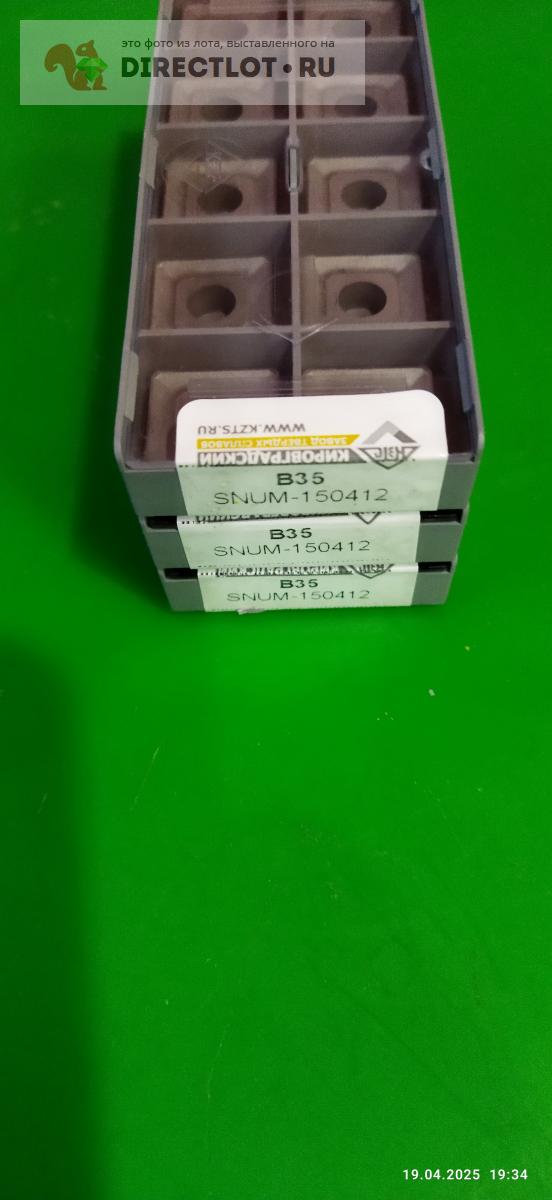 это фото из лота, выставленного на
DIRECTLOT.RU
WWW.KZTS.RU
ЗАВОД ТВЕРДЫХ СПЛАВОВ
КИРОВГРАДСКИЙ
КЗТС
B35
SNUM-150412
B35
SNUM-150412
B35
SNUM-150412
19.04.2025 19:34